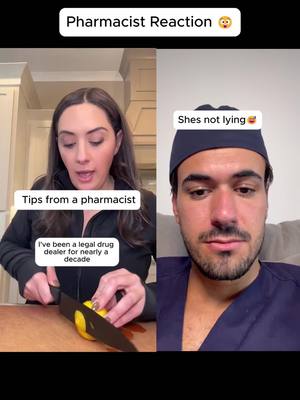 Pharmacist Reaction 😨
Shes not lying🥵
Tips from a pharmacist
I've been a legal drug
dealer for nearly a
decade